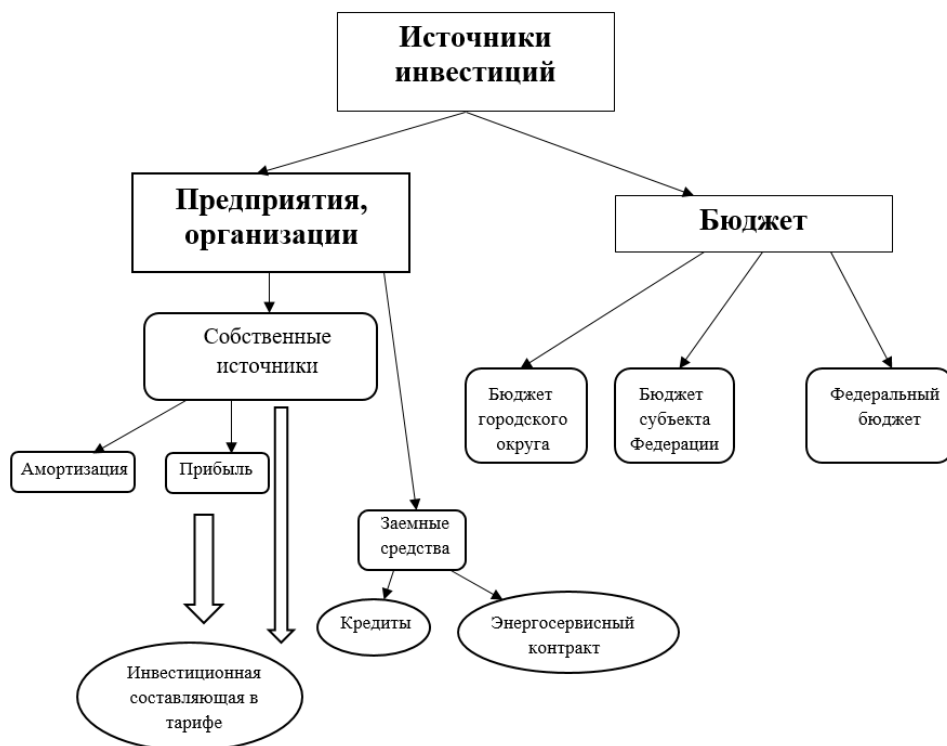 Источники
инвестиций
Предприятия,
организации
Бюджет
Собственные
источники
Бюджет
городского
округа
Бюджет
субъекта
Федерации
Федеральный
бюджет
Амортизация
Прибыль
Заемные
средства
Кредиты
Энергосервисный
контракт
Инвестиционная
составляющая в
тарифе